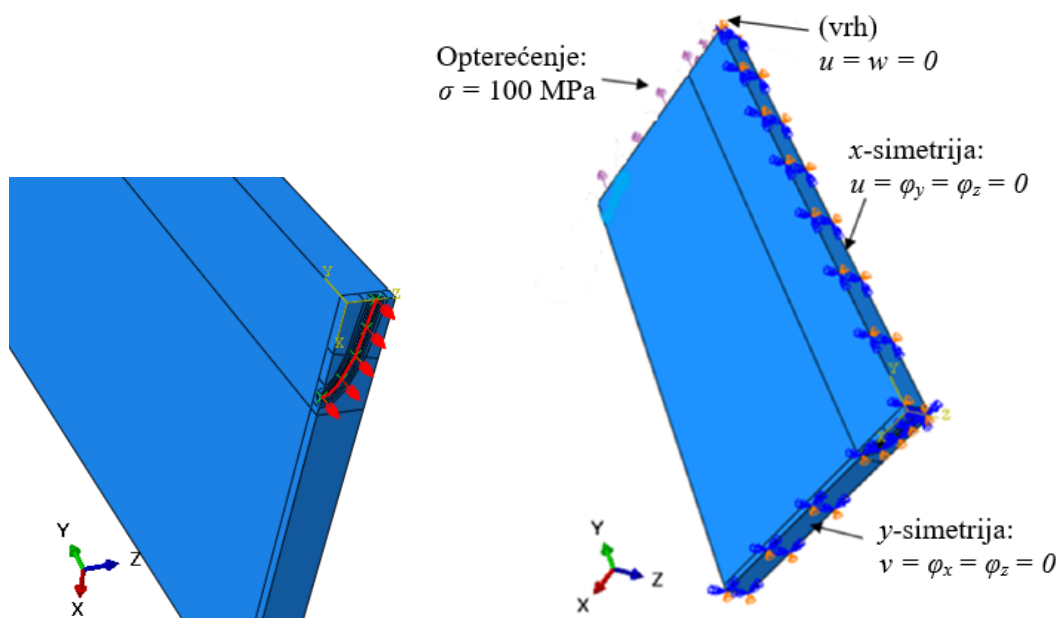 Opterećenje:
σ = 100 MPa
(vrh)
u = w = 0
x-simetrija:
u = φy = φz = 0
y-simetrija:
v = φx = φz = 0
Y
Z
X
Y
Z
X
Y
Z
Y
Z
X